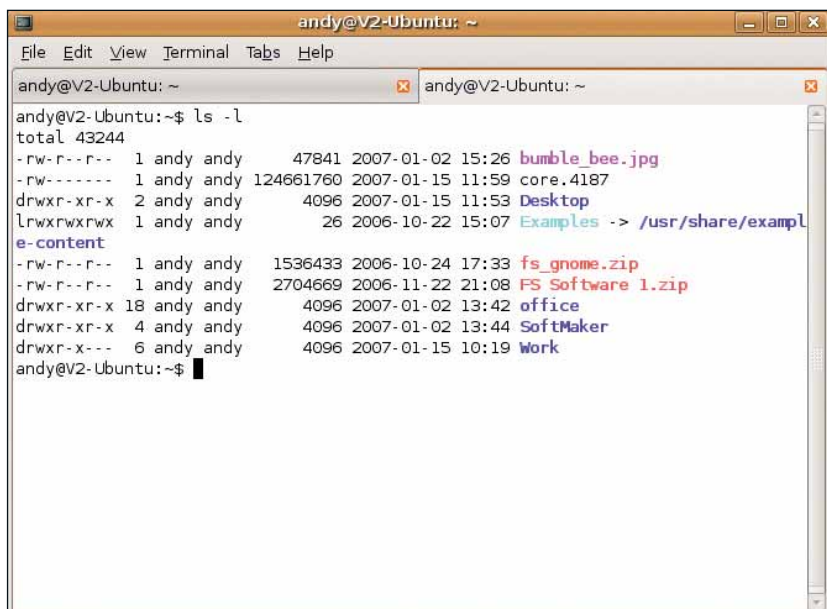 andy@V2-Ubuntu: ~
File Edit View Terminal Tabs Help
andy@V2-Ubuntu: ~ andy@V2-Ubuntu: ~
andy@V2-Ubuntu:~$ ls -l
total 43244
-rw-r--r-- 1 andy andy 47841 2007-01-02 15:26 bumble_bee.jpg
-rw------- 1 andy andy 124661760 2007-01-15 11:59 core.4187
drwxr-xr-x 2 andy andy 4096 2007-01-15 11:53 Desktop
lrwxrwxrwx 1 andy andy 26 2006-10-22 15:07 Examples -> /usr/share/exampl
e-content
-rw-r--r-- 1 andy andy 1536433 2006-10-24 17:33 fs_gnome.zip
-rw-r--r-- 1 andy andy 2704669 2006-11-22 21:08 FS Software 1.zip
drwxr-xr-x 18 andy andy 4096 2007-01-02 13:42 office
drwxr-xr-x 4 andy andy 4096 2007-01-02 13:44 SoftMaker
drwxr-x--- 6 andy andy 4096 2007-01-15 10:19 Work
andy@V2-Ubuntu:~$